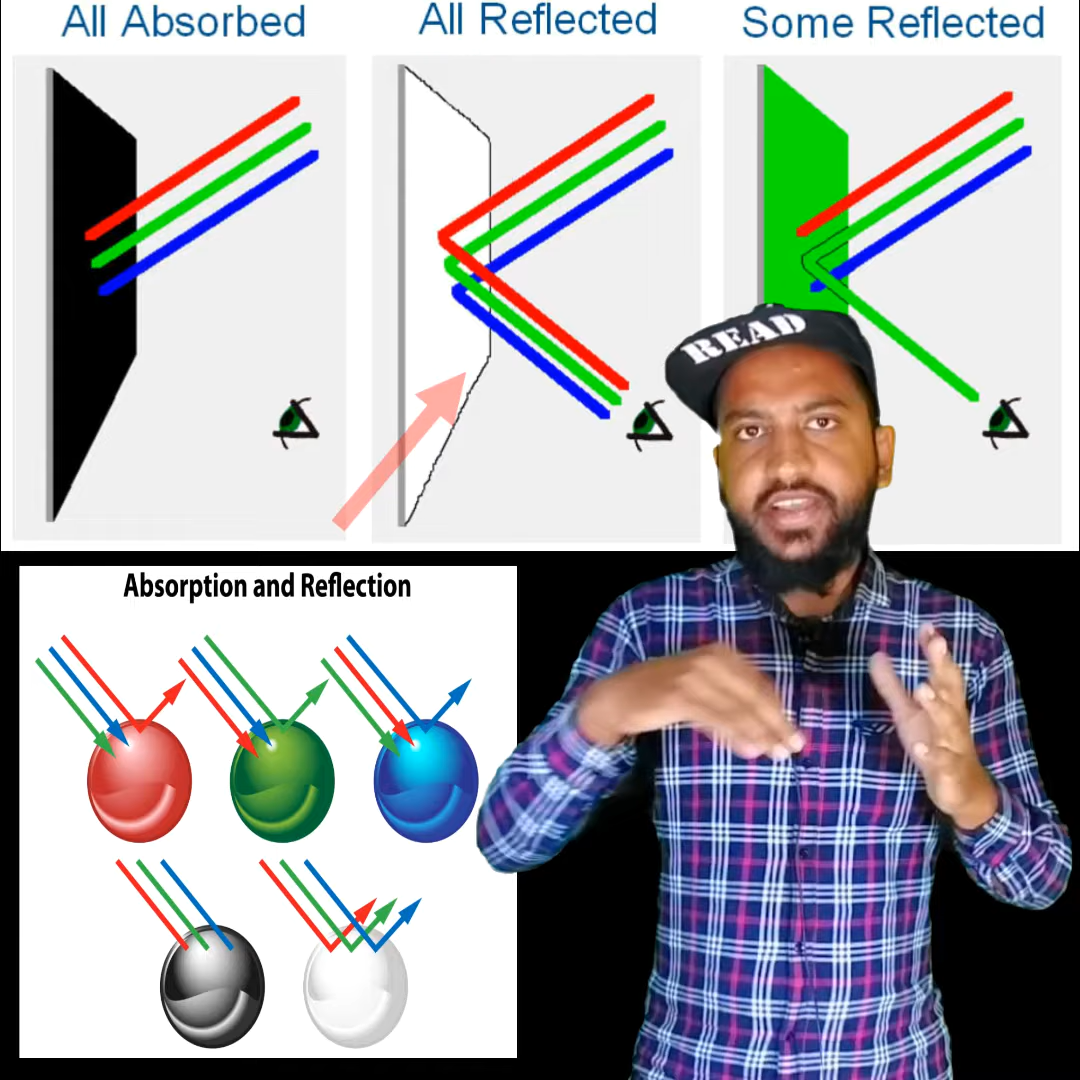 All Absorbed
All Reflected
Some Reflected
READ
Absorption and Reflection